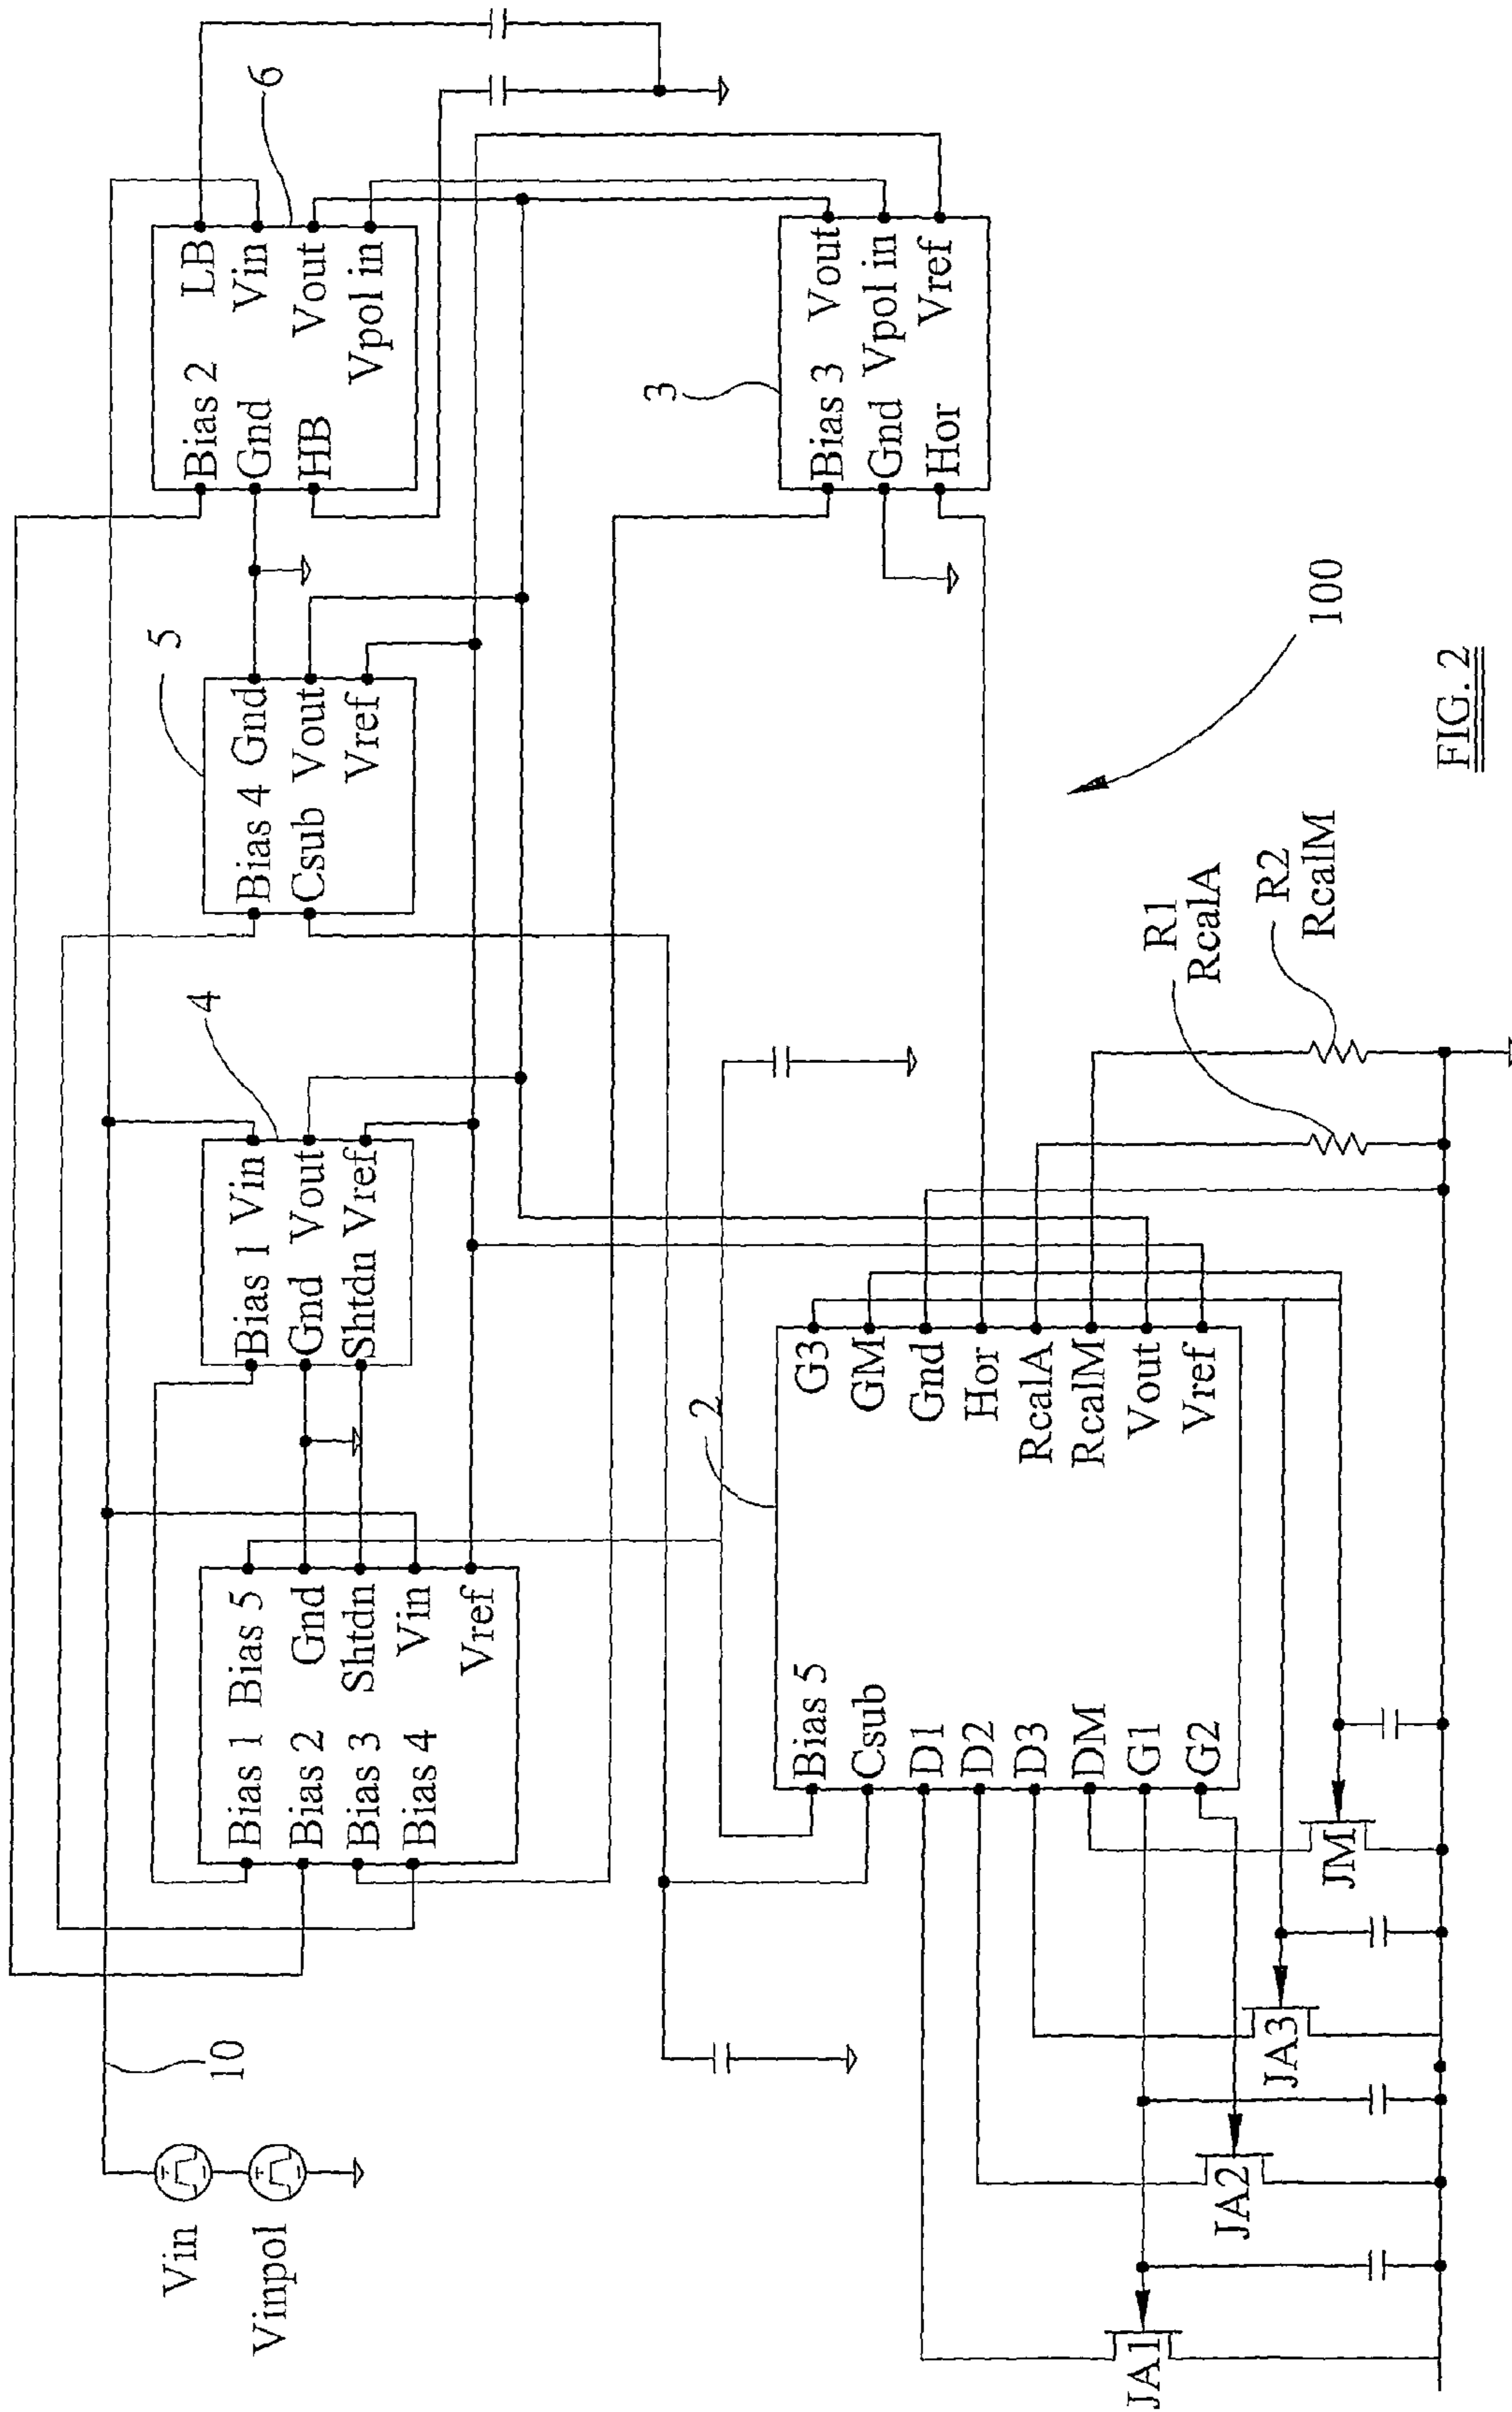 Vin
Vinpol
10
Bias 1 Bias 5
Bias 2 Gnd
Bias 3 Shtdn
Bias 4 Vin
Vref
4
Bias 1 Vin
Gnd Vout
Shtdn Vref
5
Bias 4 Gnd
Csub Vout
Vref
6
Bias 2 LB
Gnd Vin
HB Vout
Vpol in
3
Bias 3 Vout
Gnd Vpol in
Hor Vref
2
Bias 5 G3
Csub GM
D1 Gnd
D2 Hor
D3 RcalA
DM RcalM
G1 Vout
G2 Vref
JA1
JA2
JA3
JM
R1
RcalA
R2
RcalM
100
FIG. 2